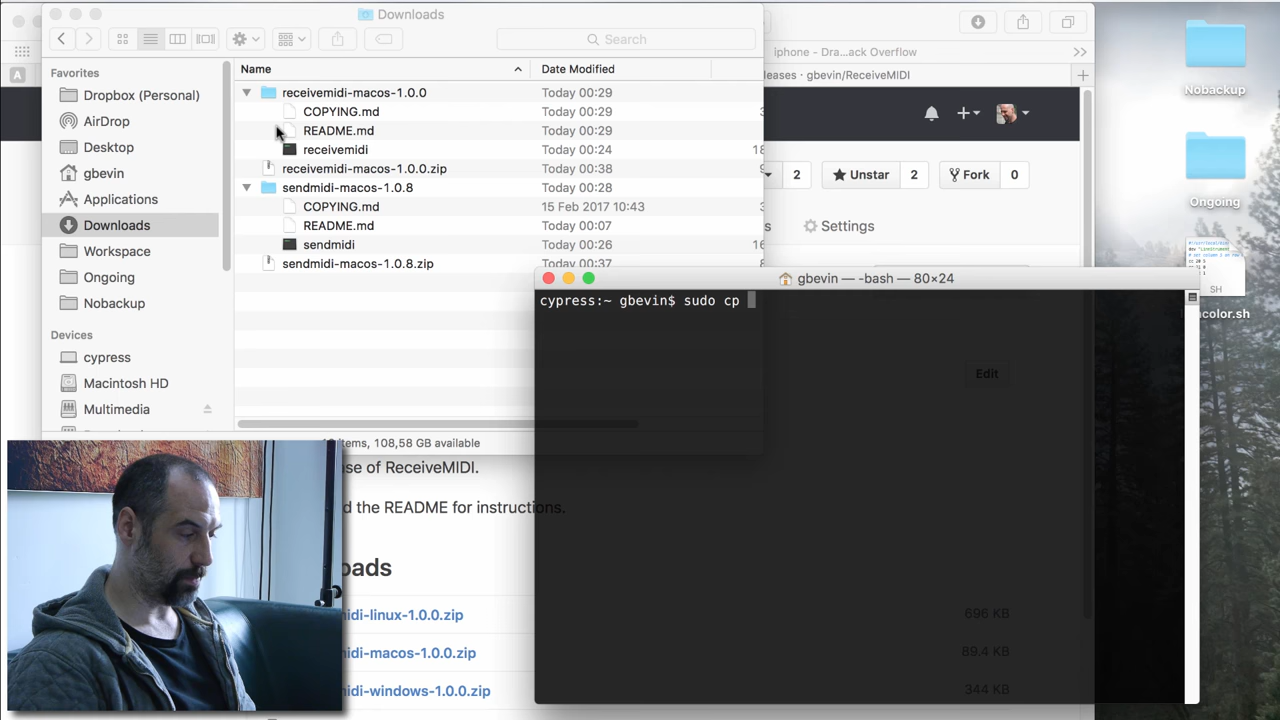 Downloads
Search
Name
Date Modified
Favorites
Dropbox (Personal)
AirDrop
Desktop
gbevin
Applications
Downloads
Workspace
Ongoing
Nobackup
Devices
cypress
Macintosh HD
Multimedia
receivemidi-macos-1.0.0 Today 00:29
COPYING.md Today 00:29
README.md Today 00:29
receivemidi Today 00:24 18
receivemidi-macos-1.0.0.zip Today 00:38
sendmidi-macos-1.0.8 Today 00:28
COPYING.md 15 Feb 2017 10:43
README.md Today 00:07
sendmidi Today 00:26 16
sendmidi-macos-1.0.8.zip Today 00:37
items, 108,58 GB available
iphone - Dra...ack Overflow
leases · gbevin/ReceiveMIDI
A
2
Unstar 2
Fork 0
s
Settings
Edit
gbevin — -bash — 80×24
cypress:~ gbevin$ sudo cp
se of ReceiveMIDI.
d the README for instructions.
oads
idi-linux-1.0.0.zip 696 KB
idi-macos-1.0.0.zip 89.4 KB
idi-windows-1.0.0.zip 344 KB
Nobackup
Ongoing
SH
color.sh